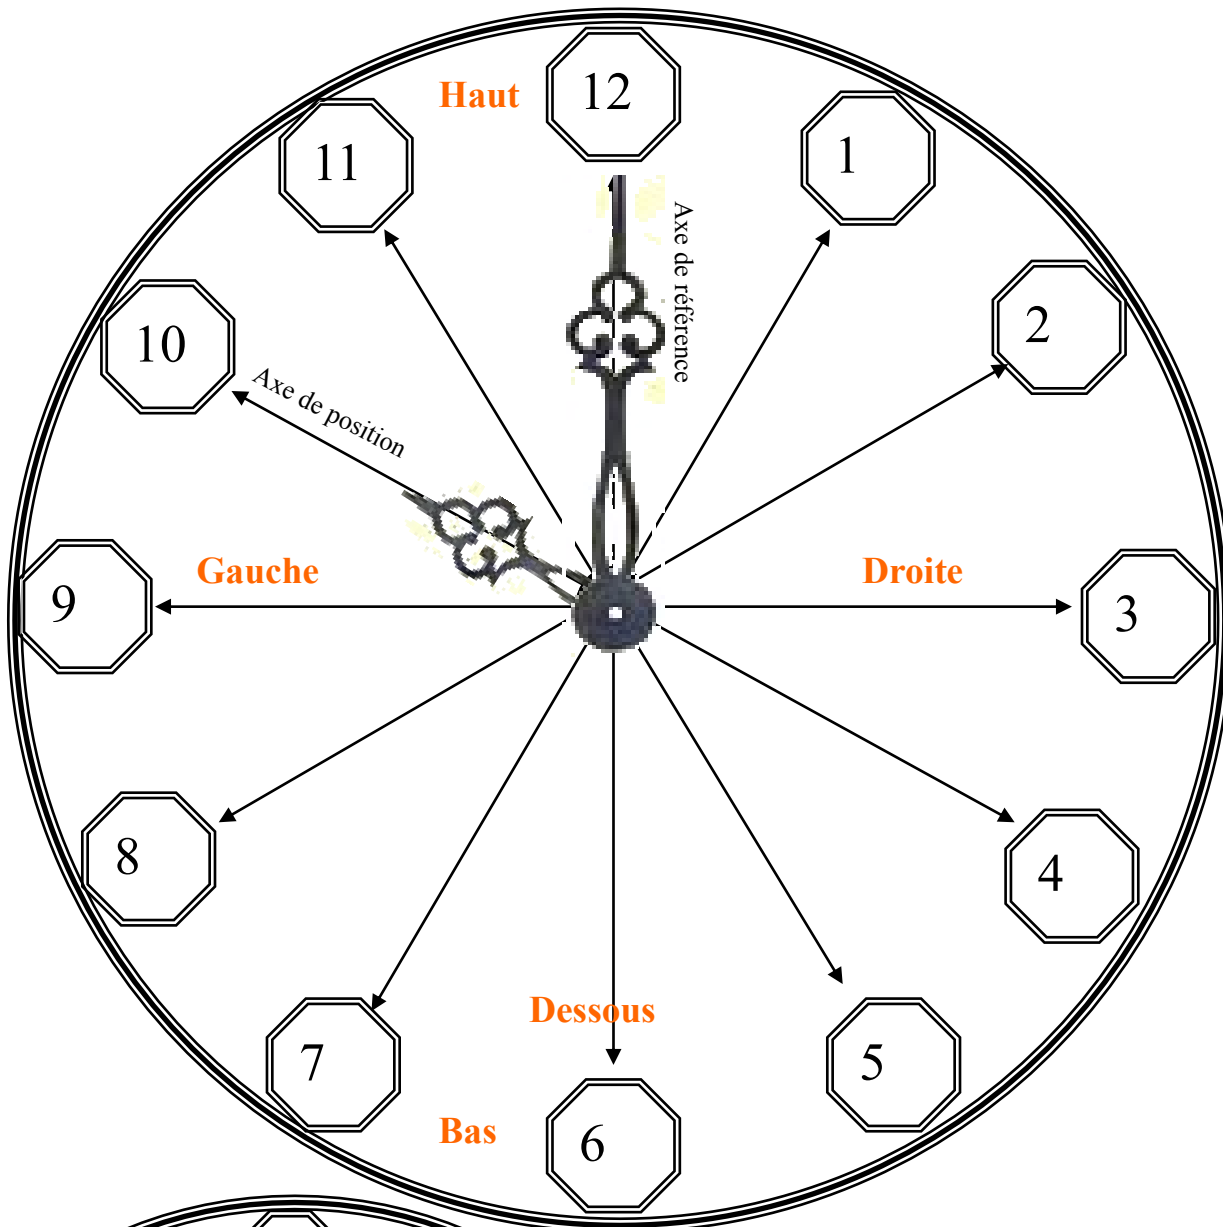 Haut
12
11
1
Axe de référence
2
10
Axe de position
Gauche
Droite
9
3
8
4
Dessous
7
5
Bas
6